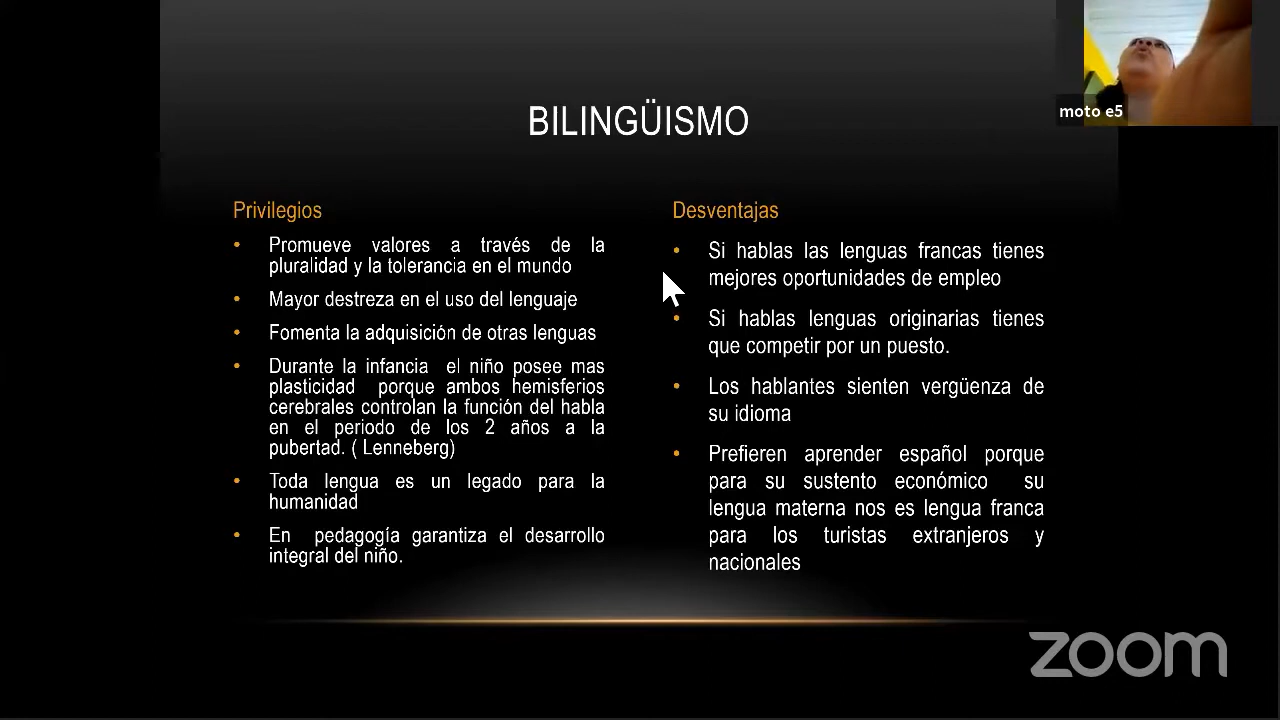 BILINGÜISMO
moto e5
Privilegios
• Promueve valores a través de la
pluralidad y la tolerancia en el mundo
• Mayor destreza en el uso del lenguaje
• Fomenta la adquisición de otras lenguas
• Durante la infancia el niño posee mas
plasticidad porque ambos hemisferios
cerebrales controlan la función del habla
en el periodo de los 2 años a la
pubertad. ( Lenneberg)
• Toda lengua es un legado para la
humanidad
• En pedagogía garantiza el desarrollo
integral del niño.
Desventajas
• Si hablas las lenguas francas tienes
mejores oportunidades de empleo
• Si hablas lenguas originarias tienes
que competir por un puesto.
• Los hablantes sienten vergüenza de
su idioma
• Prefieren aprender español porque
para su sustento económico su
lengua materna nos es lengua franca
para los turistas extranjeros y
nacionales
zoom